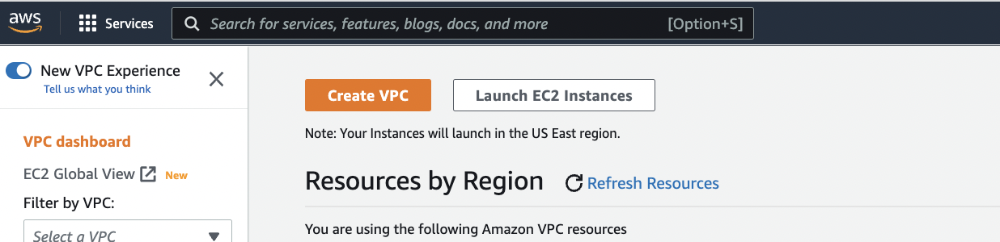 aws
Services
Search for services, features, blogs, docs, and more
[Option+S]
New VPC Experience
Tell us what you think
VPC dashboard
EC2 Global View New
Filter by VPC:
Select a VPC
Create VPC
Launch EC2 Instances
Note: Your Instances will launch in the US East region.
Resources by Region
Refresh Resources
You are using the following Amazon VPC resources